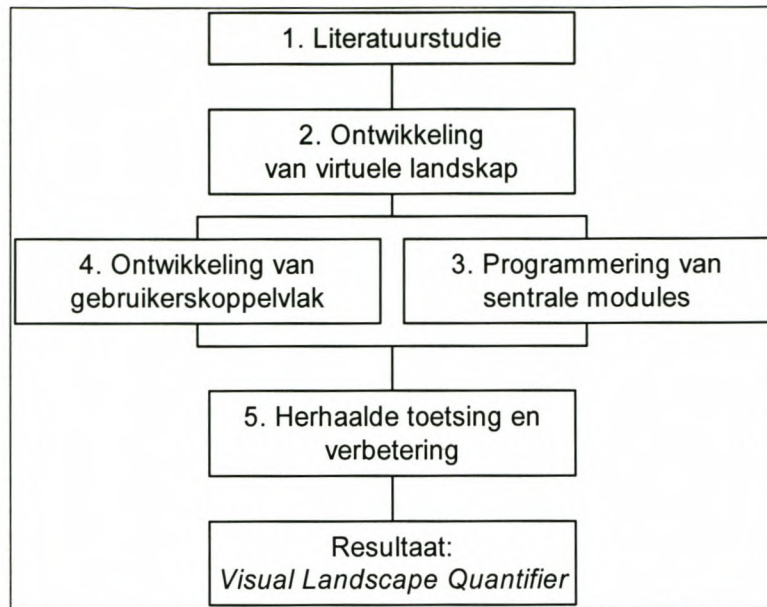 1. Literatuurstudie
2. Ontwikkeling
van virtuele landskap
4. Ontwikkeling van
gebruikerskoppelvlak
3. Programmering van
sentrale modules
5. Herhaalde toetsing en
verbetering
Resultaat:
Visual Landscape Quantifier